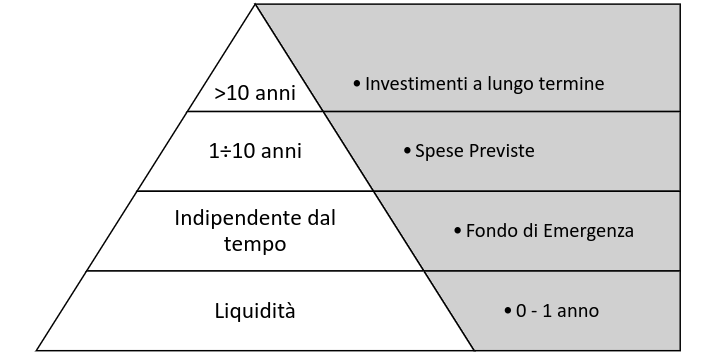 >10 anni
• Investimenti a lungo termine
1÷10 anni
• Spese Previste
Indipendente dal
tempo
• Fondo di Emergenza
Liquidità
• 0 - 1 anno